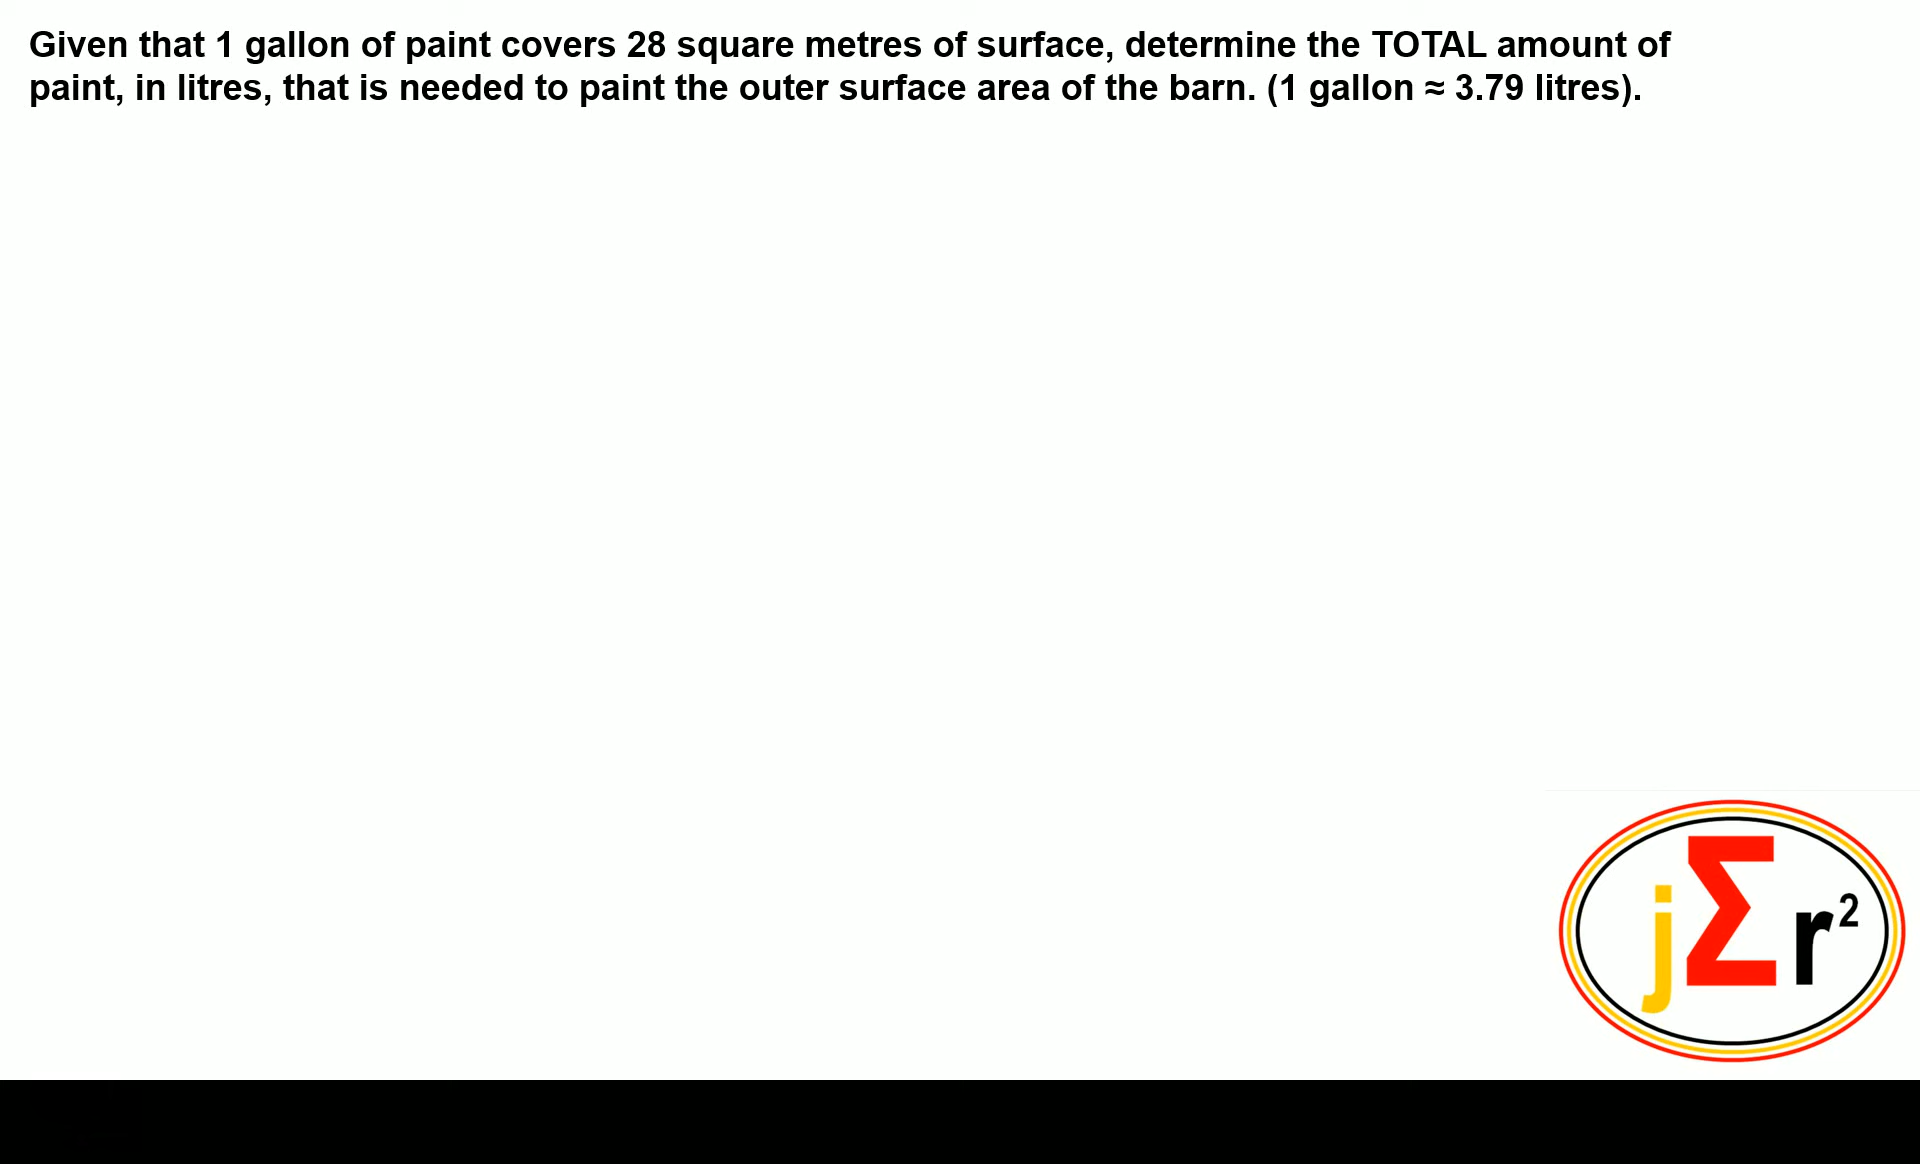 Given that 1 gallon of paint covers 28 square metres of surface, determine the TOTAL amount of
paint, in litres, that is needed to paint the outer surface area of the barn. (1 gallon ≈ 3.79 litres).
jΣr²